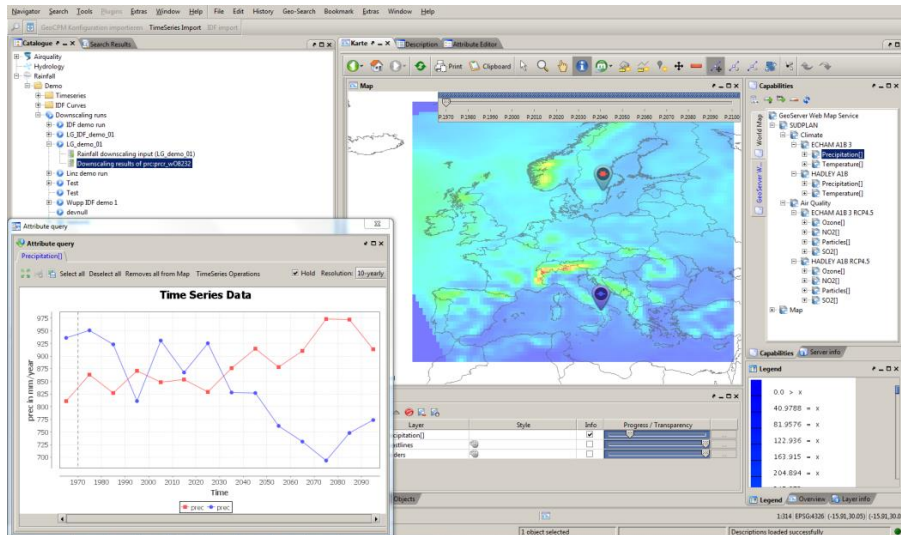 Navigator Search Tools Plugins Extras Window Help File Edit History Geo-Search Bookmark Extras Window Help
GeoCPM Konfiguration importieren TimeSeries Import IDF import
Catalogue
Search Results
Airquality
Hydrology
Rainfall
Demo
Timeseries
IDF Curves
Downscaling runs
IDF demo run
LG_IDF_demo_01
LG_demo_01
Rainfall downscaling input (LG_demo_01)
Downscaling results of
Linz demo run
Test
Test
Wupp IDF demo 1
devnull
Karte
Description
Attribute Editor
Print
Clipboard
Map
P.1970 P.1980 P.1990 P.2000 P.2010 P.2020 P.2030 P.2040 P.2050 P.2060 P.2070 P.2080 P.2090 P.2100
Capabilities
World Map
GeoServer W...
GeoServer Web Map Service
SUDPLAN
Climate
ECHAM A1B 3
Precipitation[]
Temperature[]
HADLEY A1B
Precipitation[]
Temperature[]
Air Quality
ECHAM A1B 3 RCP4.5
Ozone[]
NO2[]
Particles[]
SO2[]
HADLEY A1B RCP4.5
Ozone[]
NO2[]
Particles[]
SO2[]
Map
Capabilities
Server info
Attribute query
Attribute query
Precipitation[]
Select all Deselect all Removes all from Map TimeSeries Operations
Hold Resolution: 10-yearly
Time Series Data
prec in mm/year
975
950
925
900
875
850
825
800
775
750
725
700
1970 1980 1990 2000 2010 2020 2030 2040 2050 2060 2070 2080 2090
Time
prec prec
Layer Style Info Progress / Transparency
cipitation[]
stlines
ders
Objects
Legend
0.0 > x
40.9788 = x
81.9576 = x
122.936 = x
163.915 = x
204.894 = x
Legend
Overview
Layer info
1:314 EPSG:4326 (-15.91,30.05) (-15.91,30.0
1 object selected
Descriptions loaded successfully